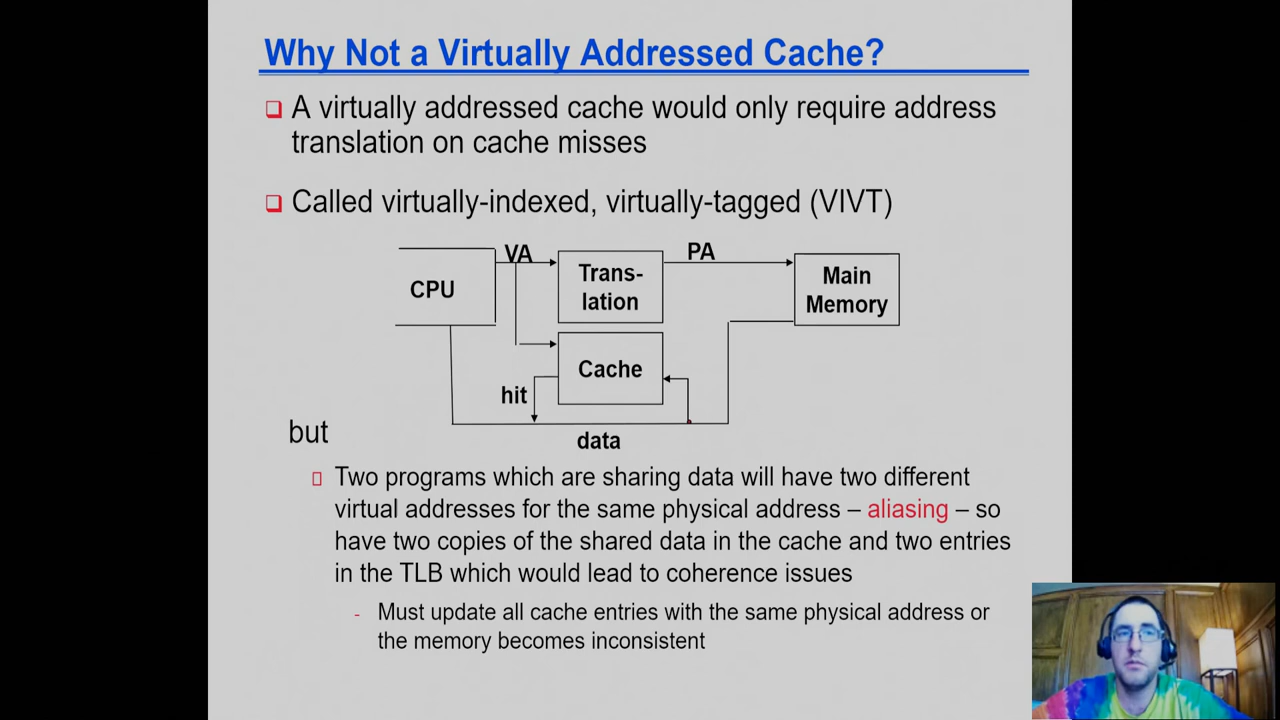 Why Not a Virtually Addressed Cache?
A virtually addressed cache would only require address
translation on cache misses
Called virtually-indexed, virtually-tagged (VIVT)
VA
PA
CPU
Trans-
lation
Main
Memory
Cache
hit
data
but
Two programs which are sharing data will have two different
virtual addresses for the same physical address – aliasing – so
have two copies of the shared data in the cache and two entries
in the TLB which would lead to coherence issues
- Must update all cache entries with the same physical address or
the memory becomes inconsistent